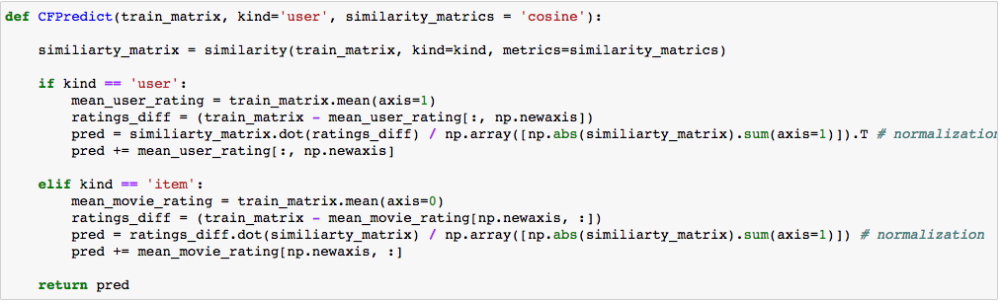 def CFPredict(train_matrix, kind='user', similarity_matrics = 'cosine'):
similiarty_matrix = similarity(train_matrix, kind=kind, metrics=similarity_matrics)
if kind == 'user':
mean_user_rating = train_matrix.mean(axis=1)
ratings_diff = (train_matrix - mean_user_rating[:, np.newaxis])
pred = similiarty_matrix.dot(ratings_diff) / np.array([np.abs(similiarty_matrix).sum(axis=1)]).T # normalization
pred += mean_user_rating[:, np.newaxis]
elif kind == 'item':
mean_movie_rating = train_matrix.mean(axis=0)
ratings_diff = (train_matrix - mean_movie_rating[np.newaxis, :])
pred = ratings_diff.dot(similiarty_matrix) / np.array([np.abs(similiarty_matrix).sum(axis=1)]) # normalization
pred += mean_movie_rating[np.newaxis, :]
return pred